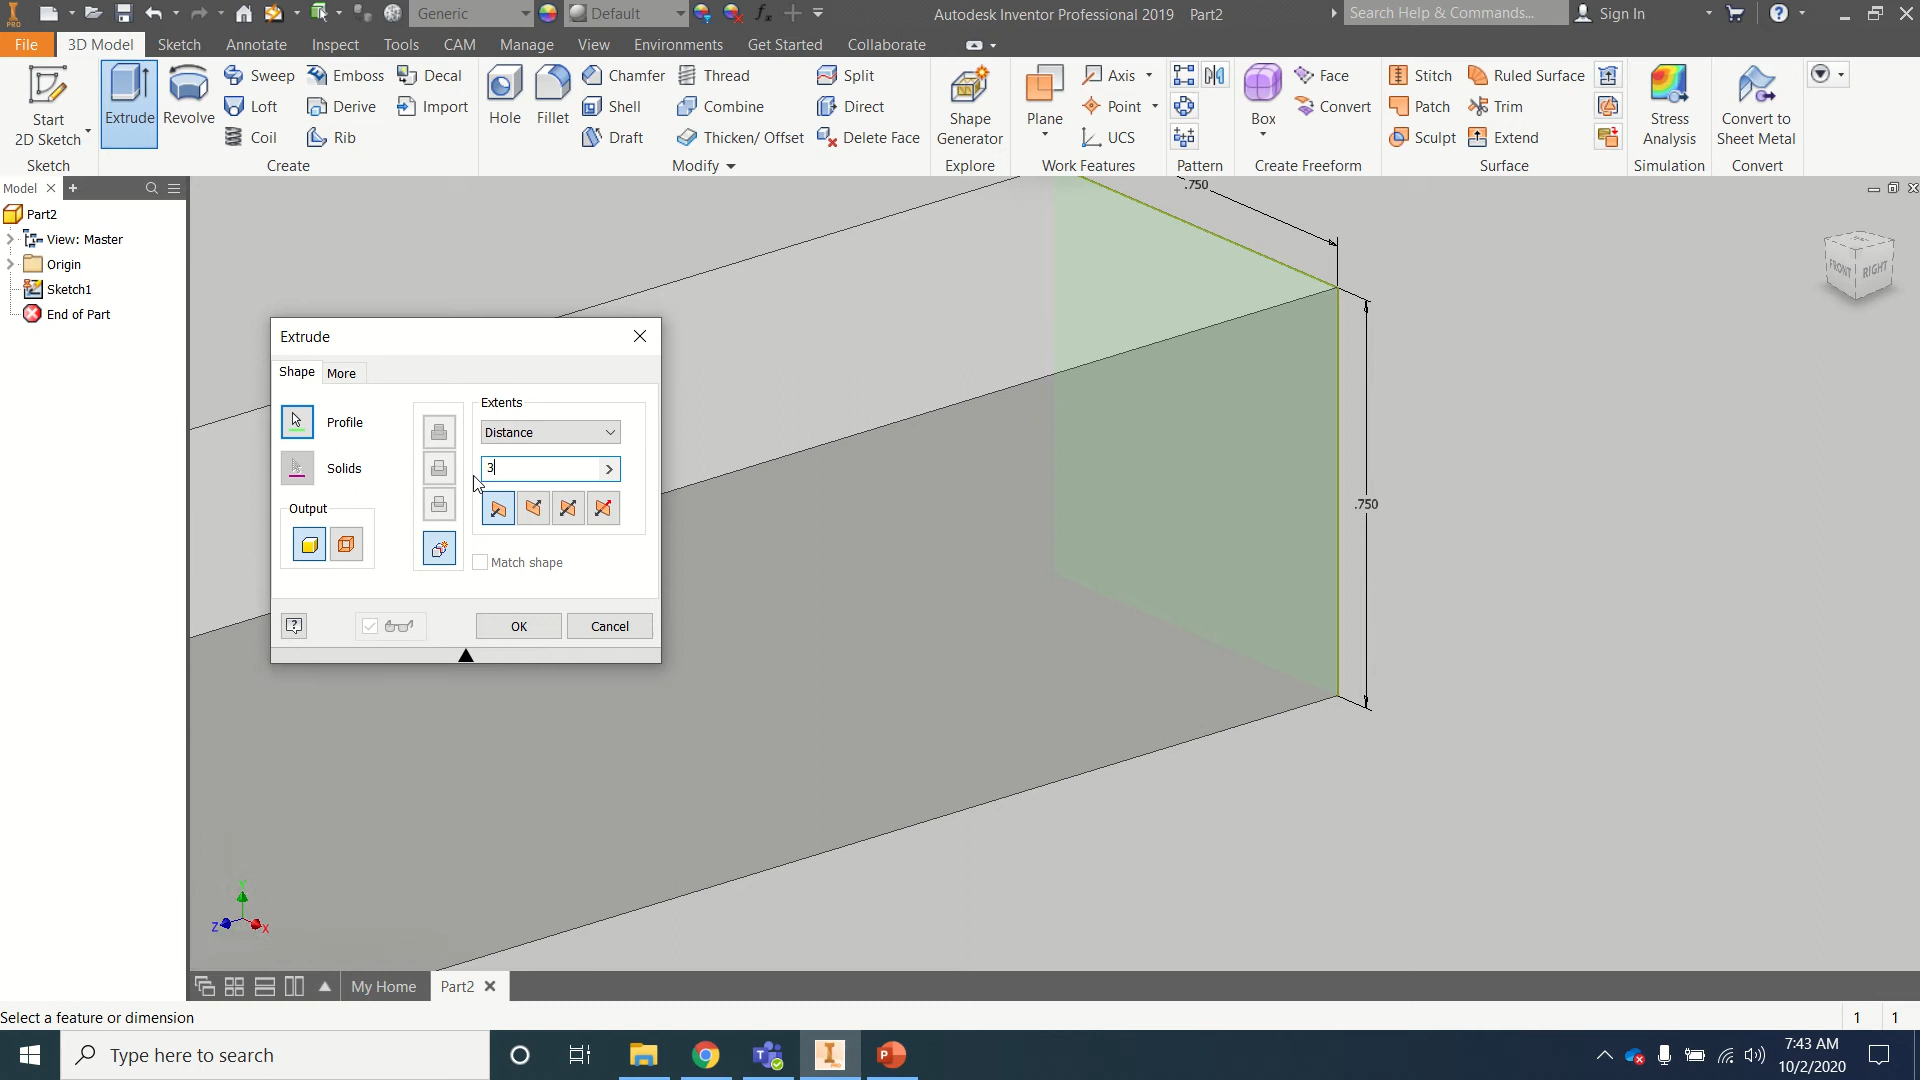 PRO Generic Default Autodesk Inventor Professional 2019 Part2 Search Help & Commands... Sign In
File 3D Model Sketch Annotate Inspect Tools CAM Manage View Environments Get Started Collaborate
Start 2D Sketch
Extrude
Revolve
Sweep Emboss Decal
Loft Derive Import
Coil Rib
Hole
Fillet
Chamfer Thread Split
Shell Combine Direct
Draft Thicken/ Offset Delete Face
Shape Generator
Plane
Axis
Point
UCS
Box
Face
Convert
Stitch Ruled Surface
Patch Trim
Sculpt Extend
Stress Analysis
Convert to Sheet Metal
Sketch Create Modify Explore Work Features Pattern Create Freeform Surface Simulation Convert
Model
Part2
View: Master
Origin
Sketch1
End of Part
.750
.750
FRONT RIGHT
Extrude
Shape More
Profile
Solids
Output
Extents
Distance
3
Match shape
OK Cancel
Y
Z X
My Home Part2
Select a feature or dimension 1 1
Type here to search
7:43 AM
10/2/2020